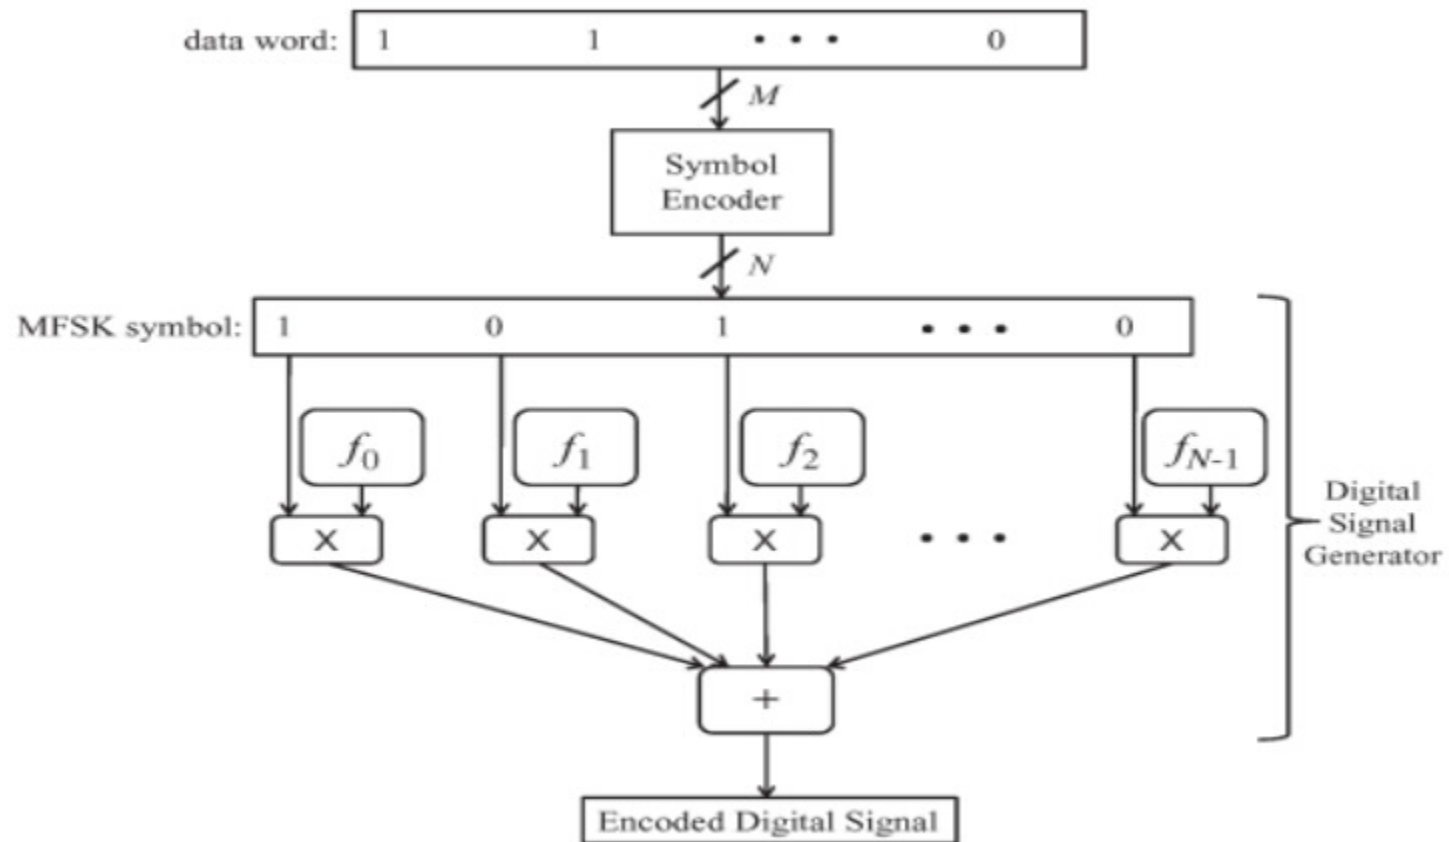 data word: 1 1 • • • 0
M
Symbol
Encoder
N
MFSK symbol: 1 0 1 • • • 0
f0 f1 f2 fN-1
X X X • • • X
Digital
Signal
Generator
+
Encoded Digital Signal